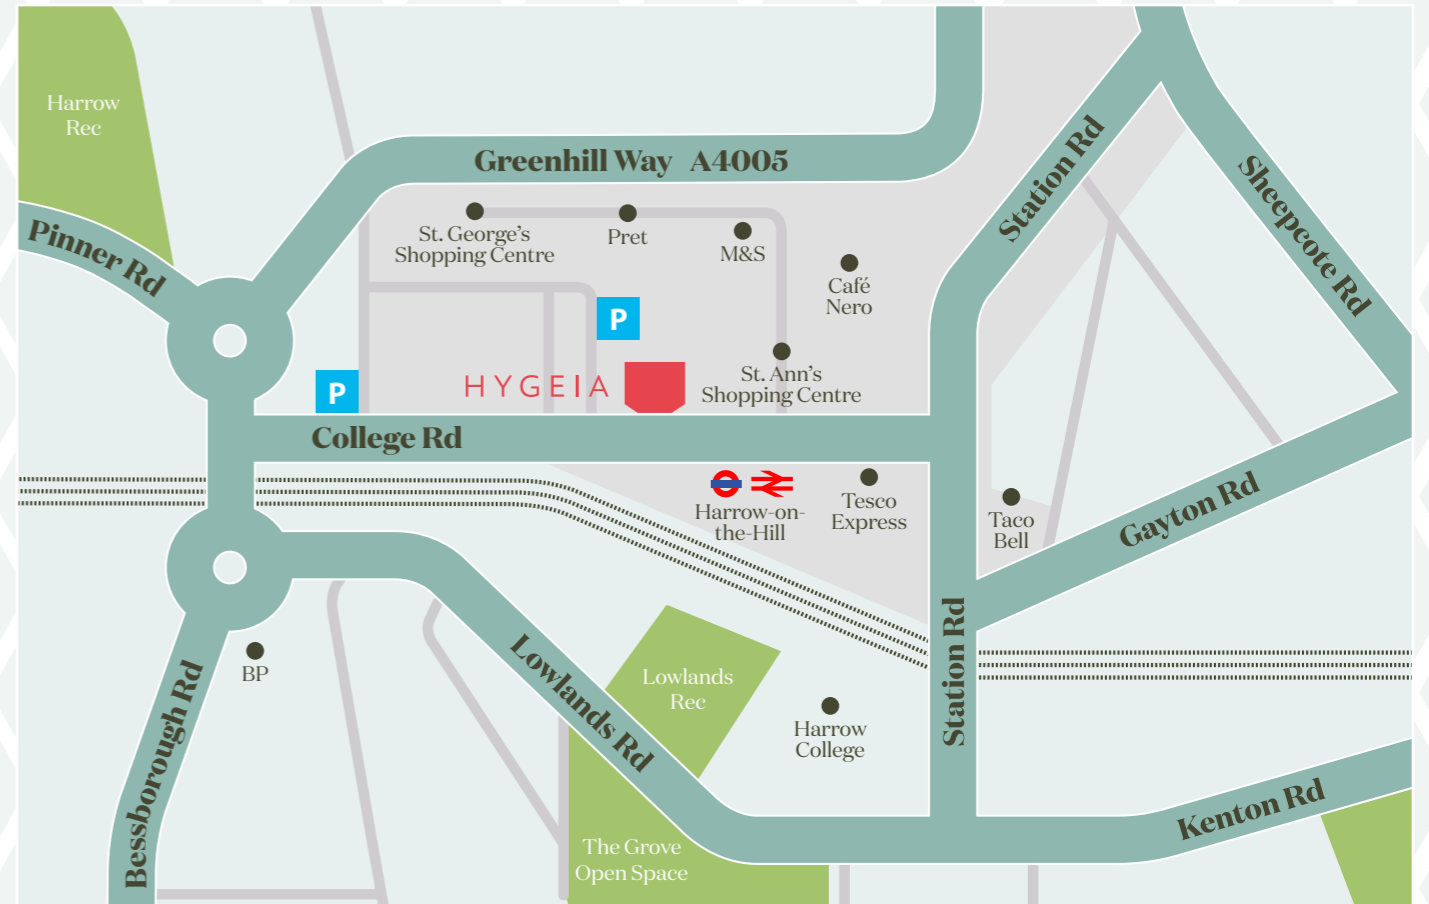 Harrow
Rec
Greenhill Way A4005
Station Rd
Sheepcote Rd
Pinner Rd
St. George's
Shopping Centre
Pret
M&S
Café
Nero
P
HYGEIA
P
St. Ann's
Shopping Centre
College Rd
Harrow-on-
the-Hill
Tesco
Express
Taco
Bell
Gayton Rd
BP
Lowlands Rd
Lowlands
Rec
Station Rd
Harrow
College
Bessborough Rd
Kenton Rd
The Grove
Open Space